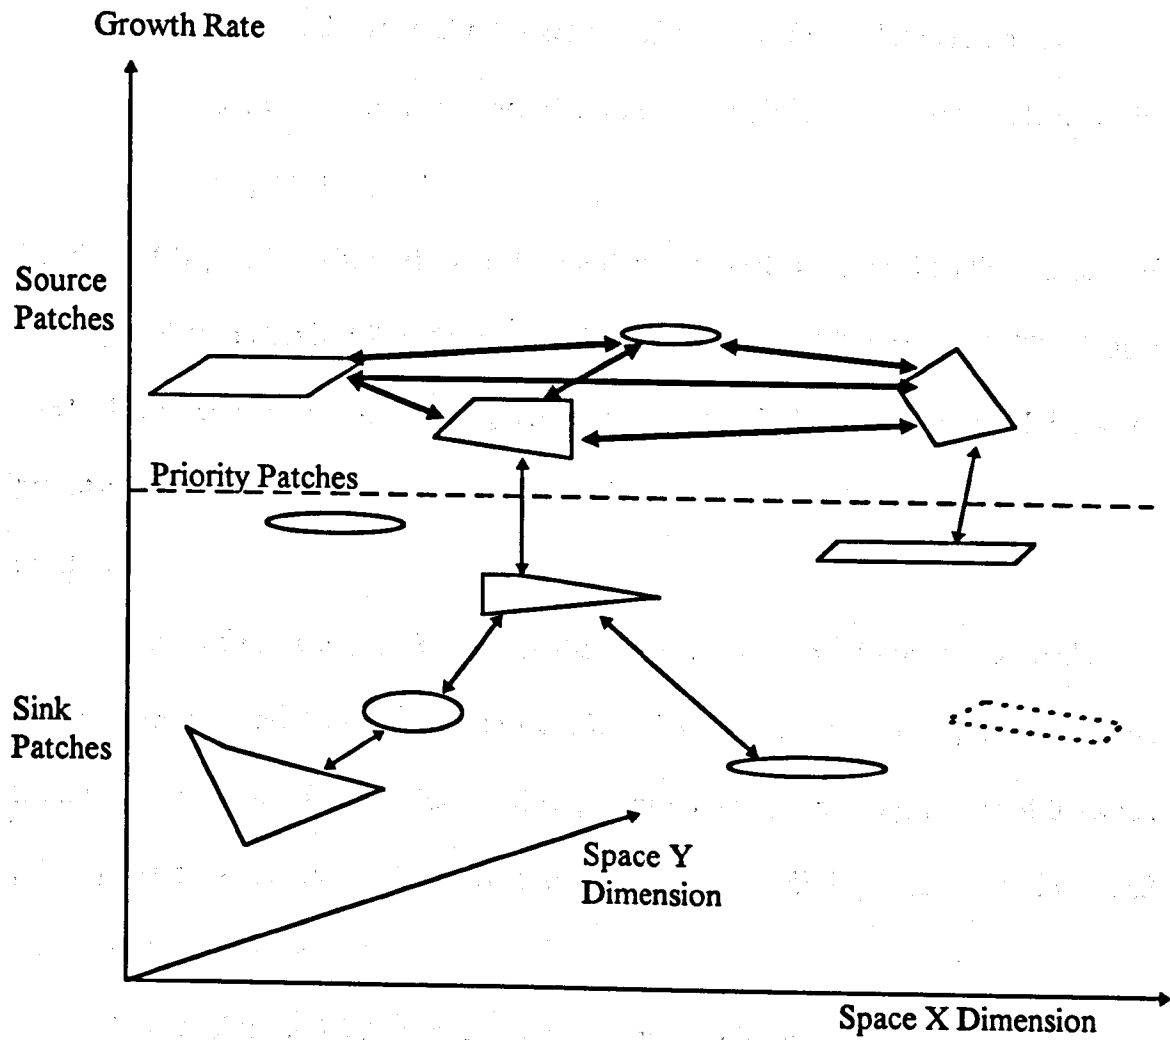 Growth Rate
Source
Patches
Priority Patches
Sink
Patches
Space Y
Dimension
Space X Dimension